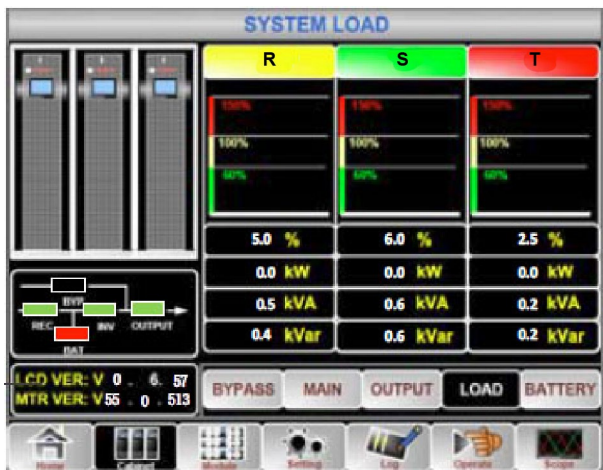 SYSTEM LOAD
R S T
150% 150% 150%
100% 100% 100%
60% 60% 60%
5.0 % 6.0 % 2.5 %
0.0 kW 0.0 kW 0.0 kW
0.5 kVA 0.6 kVA 0.2 kVA
0.4 kVar 0.6 kVar 0.2 kVar
BYP
REC INV OUTPUT
BAT
LCD VER: V 0 . 6. 57
MTR VER: V 55 . 0 . 513
BYPASS MAIN OUTPUT LOAD BATTERY
Home Cabinet Module Setting Log Operate Scope